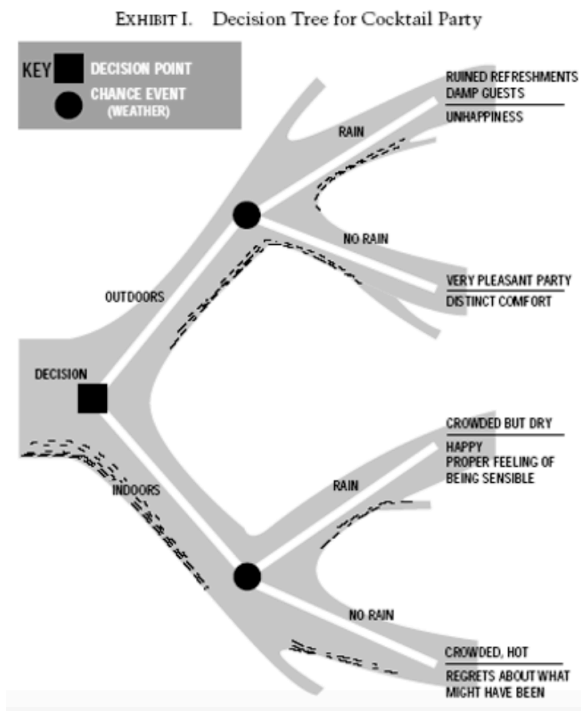 EXHIBIT I. Decision Tree for Cocktail Party
KEY
DECISION POINT
CHANCE EVENT
(WEATHER)
RUINED REFRESHMENTS
DAMP GUESTS
UNHAPPINESS
RAIN
NO RAIN
VERY PLEASANT PARTY
DISTINCT COMFORT
OUTDOORS
DECISION
INDOORS
CROWDED BUT DRY
HAPPY
PROPER FEELING OF
BEING SENSIBLE
RAIN
NO RAIN
CROWDED, HOT
REGRETS ABOUT WHAT
MIGHT HAVE BEEN